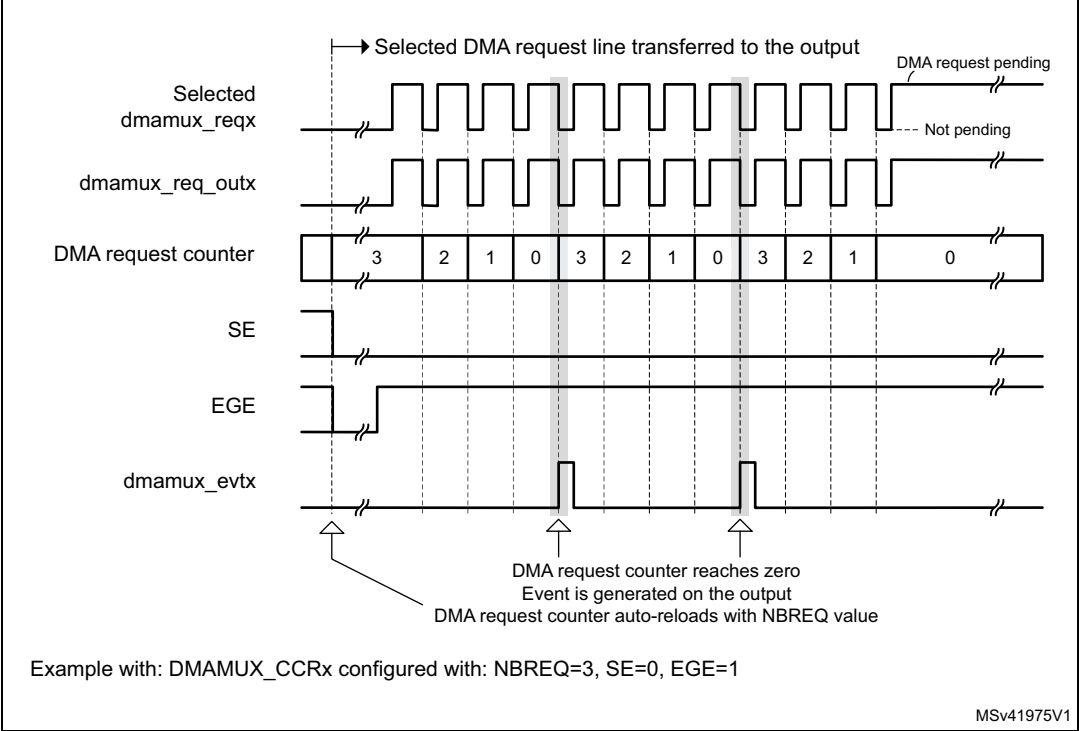 Selected DMA request line transferred to the output
DMA request pending
Selected
dmamux_reqx
Not pending
dmamux_req_outx
DMA request counter
3 2 1 0 3 2 1 0 3 2 1 0
SE
EGE
dmamux_evtx
DMA request counter reaches zero
Event is generated on the output
DMA request counter auto-reloads with NBREQ value
Example with: DMAMUX_CCRx configured with: NBREQ=3, SE=0, EGE=1
MSv41975V1